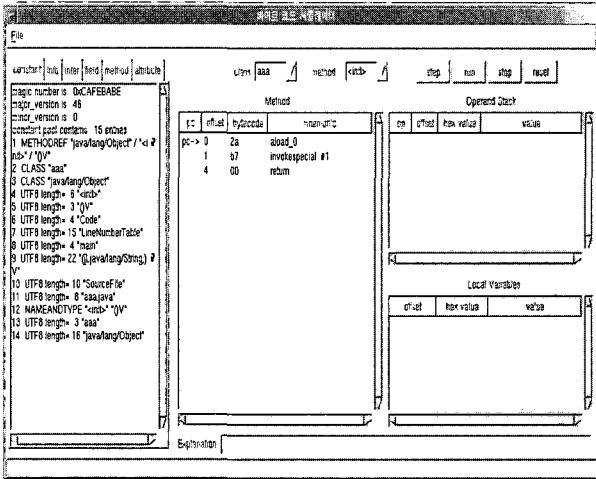 File
constant info inter field method attribute
class aaa method <init> step run stop reset
magic number is 0xCAFEBABE
major_version is 46
minor_version is 0
constant pool contains 15 entries
1 METHODREF "java/lang/Object" / "<i
nit>" / "()V"
2 CLASS "aaa"
3 CLASS "java/lang/Object"
4 UTF8 length= 6 "<init>"
5 UTF8 length= 3 "()V"
6 UTF8 length= 4 "Code"
7 UTF8 length= 15 "LineNumberTable"
8 UTF8 length= 4 "main"
9 UTF8 length= 22 "([Ljava/lang/String;)
V"
10 UTF8 length= 10 "SourceFile"
11 UTF8 length= 8 "aaa.java"
12 NAMEANDTYPE "<init>" "()V"
13 UTF8 length= 3 "aaa"
14 UTF8 length= 16 "java/lang/Object"
Method
pc offset bytecode mnemonic
pc-> 0 2a aload_0
1 b7 invokespecial #1
4 00 return
Operand Stack
offset hex value value
Local Variables
offset hex value value
Explanation